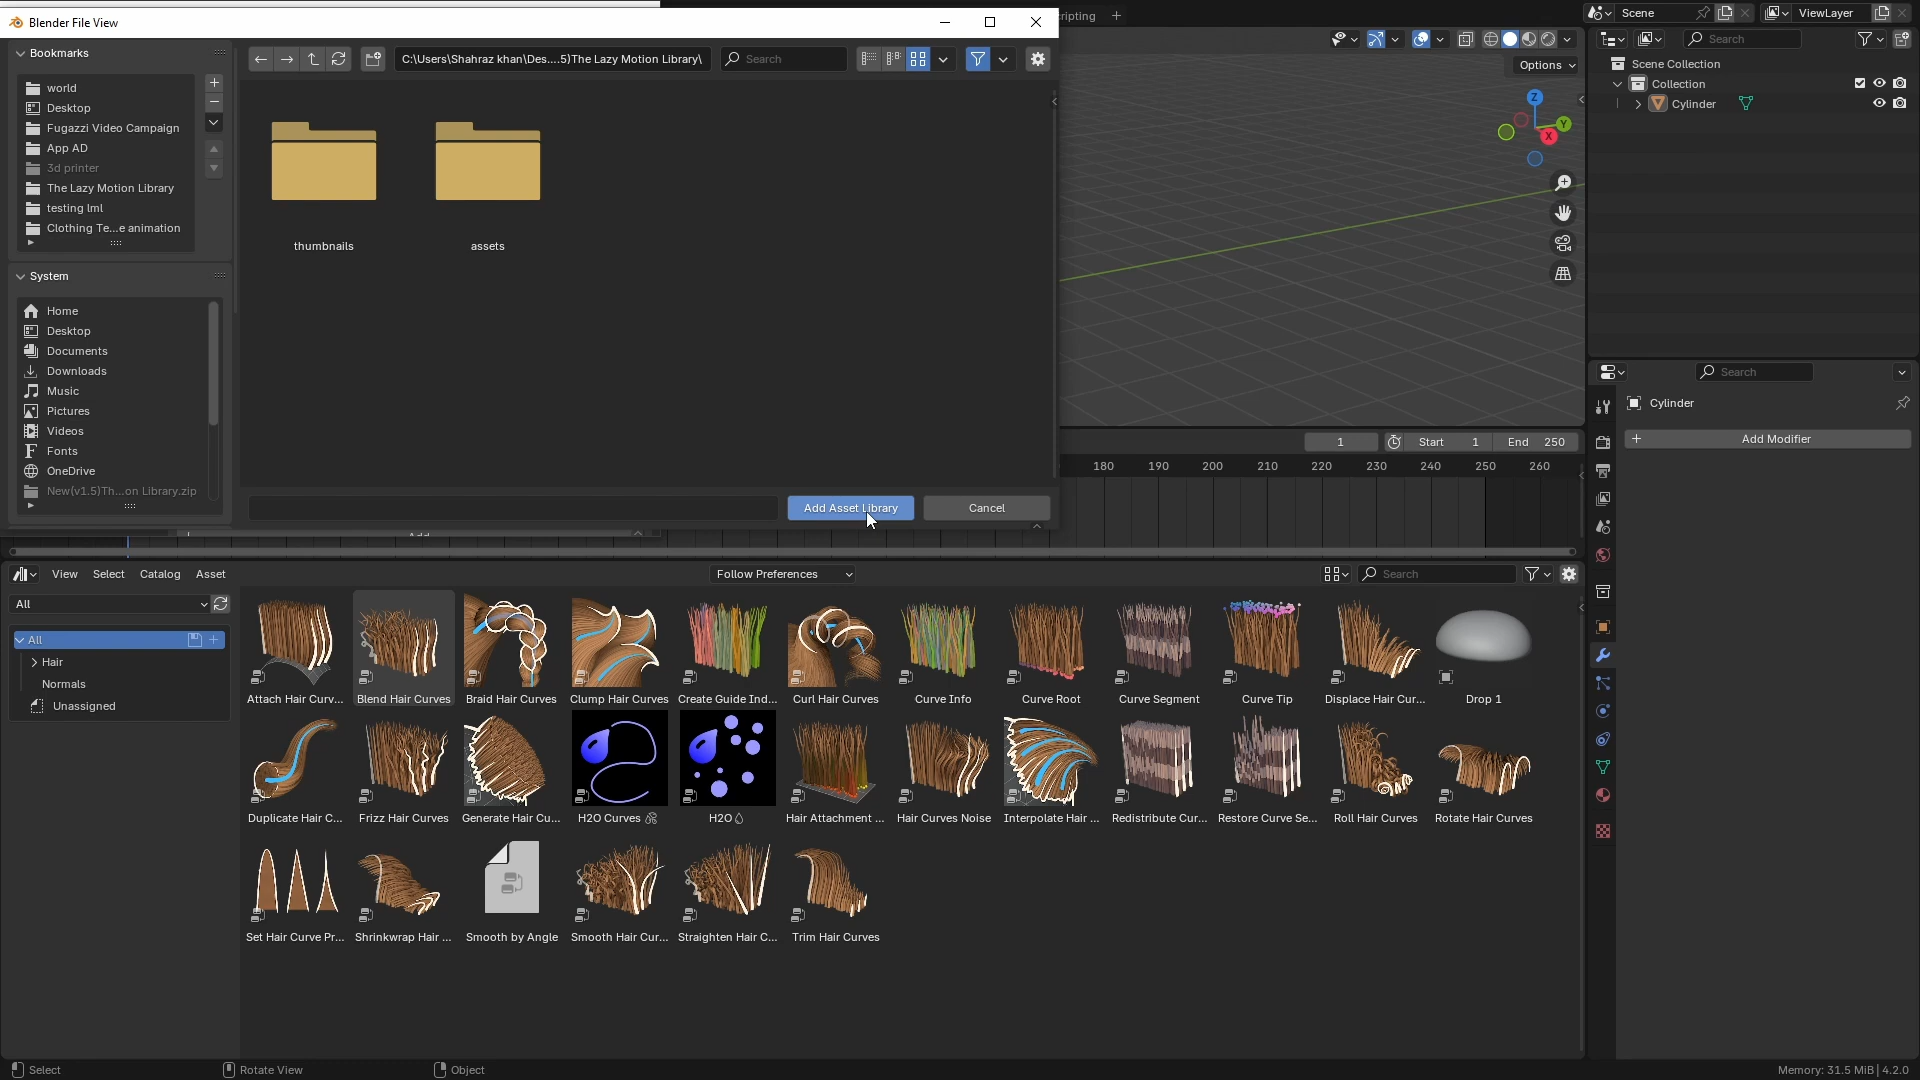 Blender File View
ripting
Scene
ViewLayer
Bookmarks
C:\Users\Shahraz khan\Des....5)The Lazy Motion Library\
Search
Search
Options
Scene Collection
Collection
Cylinder
world
Desktop
Fugazzi Video Campaign
App AD
3d printer
The Lazy Motion Library
testing lml
Clothing Te...e animation
thumbnails
assets
Z
Y
X
System
Home
Desktop
Documents
Downloads
Music
Pictures
Videos
Fonts
OneDrive
New(v1.5)Th...on Library.zip
Add Asset Library
Cancel
Search
Cylinder
Add Modifier
1
Start 1
End 250
180 190 200 210 220 230 240 250 260
View Select Catalog Asset
Follow Preferences
Search
All
All
Hair
Normals
Unassigned
Attach Hair Curv...
Blend Hair Curves
Braid Hair Curves
Clump Hair Curves
Create Guide Ind...
Curl Hair Curves
Curve Info
Curve Root
Curve Segment
Curve Tip
Displace Hair Cur...
Drop 1
Duplicate Hair C...
Frizz Hair Curves
Generate Hair Cu...
H2O Curves
H2O
Hair Attachment ...
Hair Curves Noise
Interpolate Hair ...
Redistribute Cur...
Restore Curve Se...
Roll Hair Curves
Rotate Hair Curves
Set Hair Curve Pr...
Shrinkwrap Hair ...
Smooth by Angle
Smooth Hair Cur...
Straighten Hair C...
Trim Hair Curves
Select
Rotate View
Object
Memory: 31.5 MiB | 4.2.0